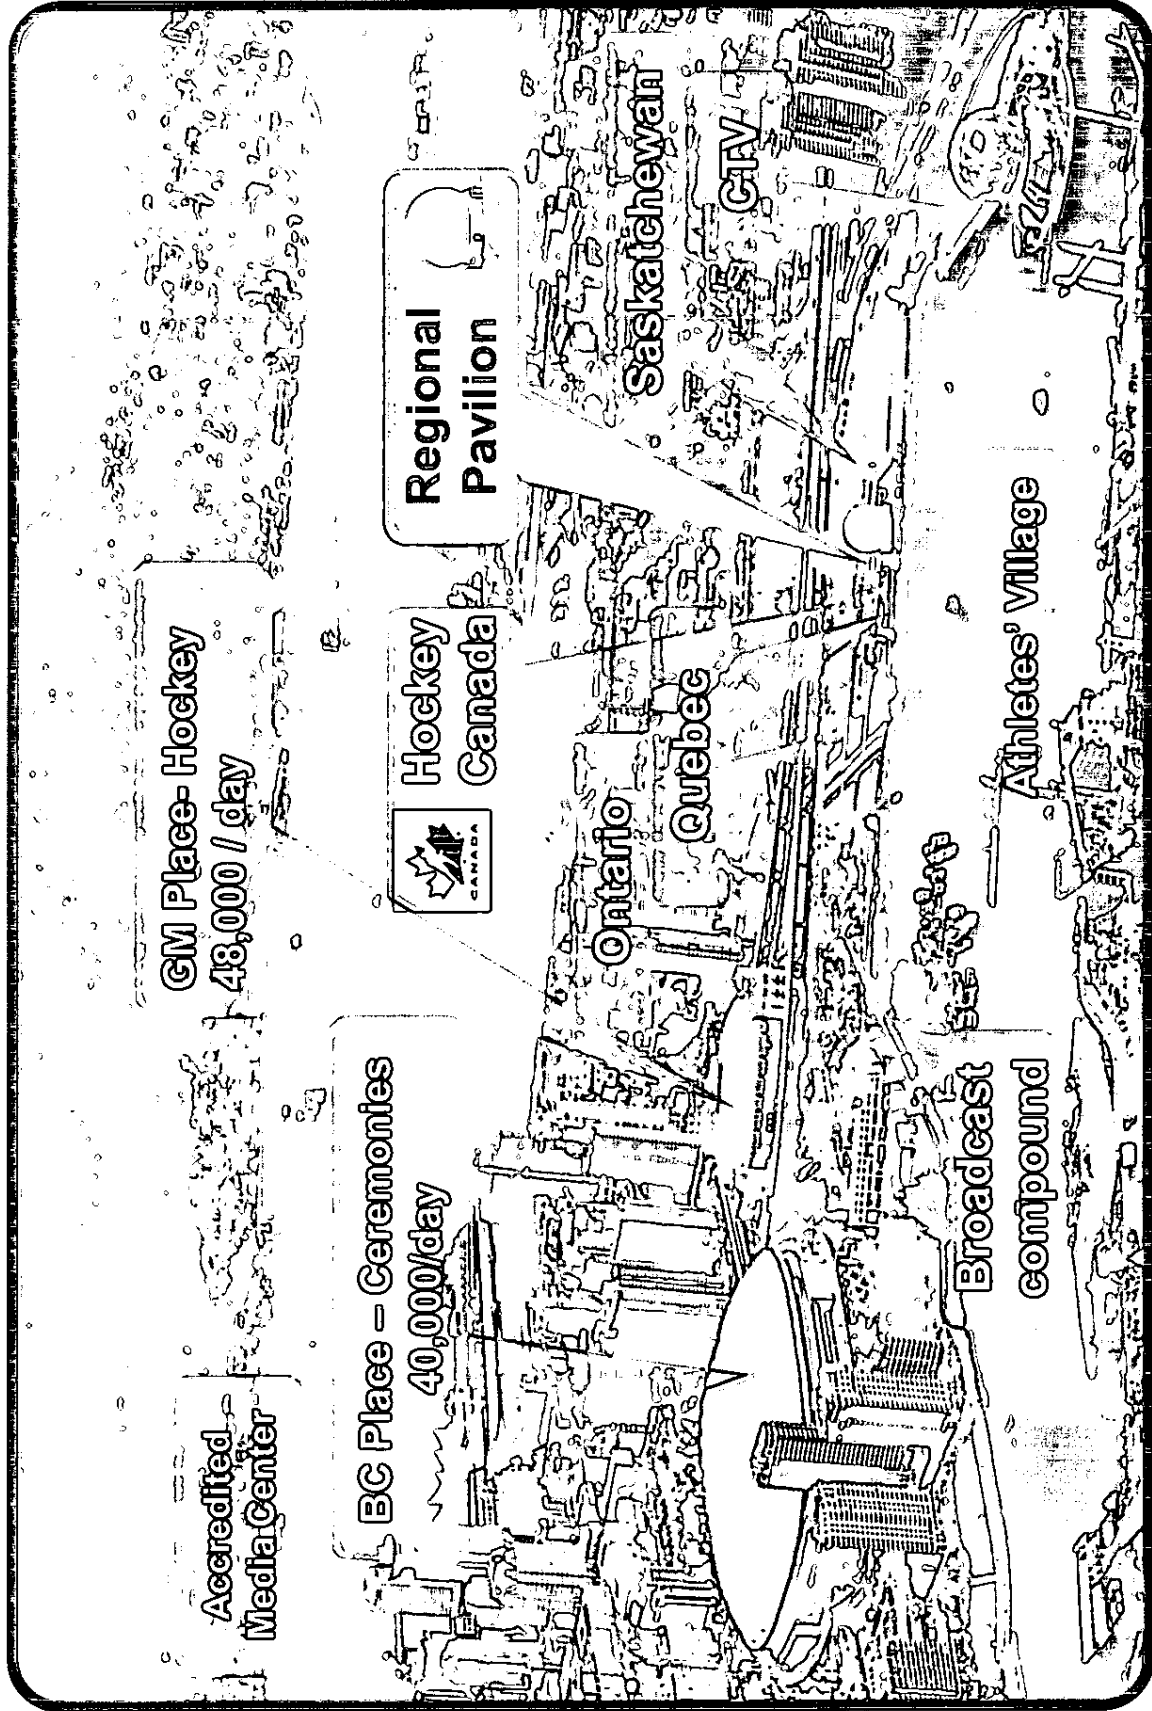 Accredited
Media Center
GM Place- Hockey
48,000 / day
BC Place – Ceremonies
40,000/day
CANADA
Hockey
Canada
Regional
Pavilion
Ontario
Quebec
Saskatchewan
CTV
Broadcast
compound
Athletes' Village